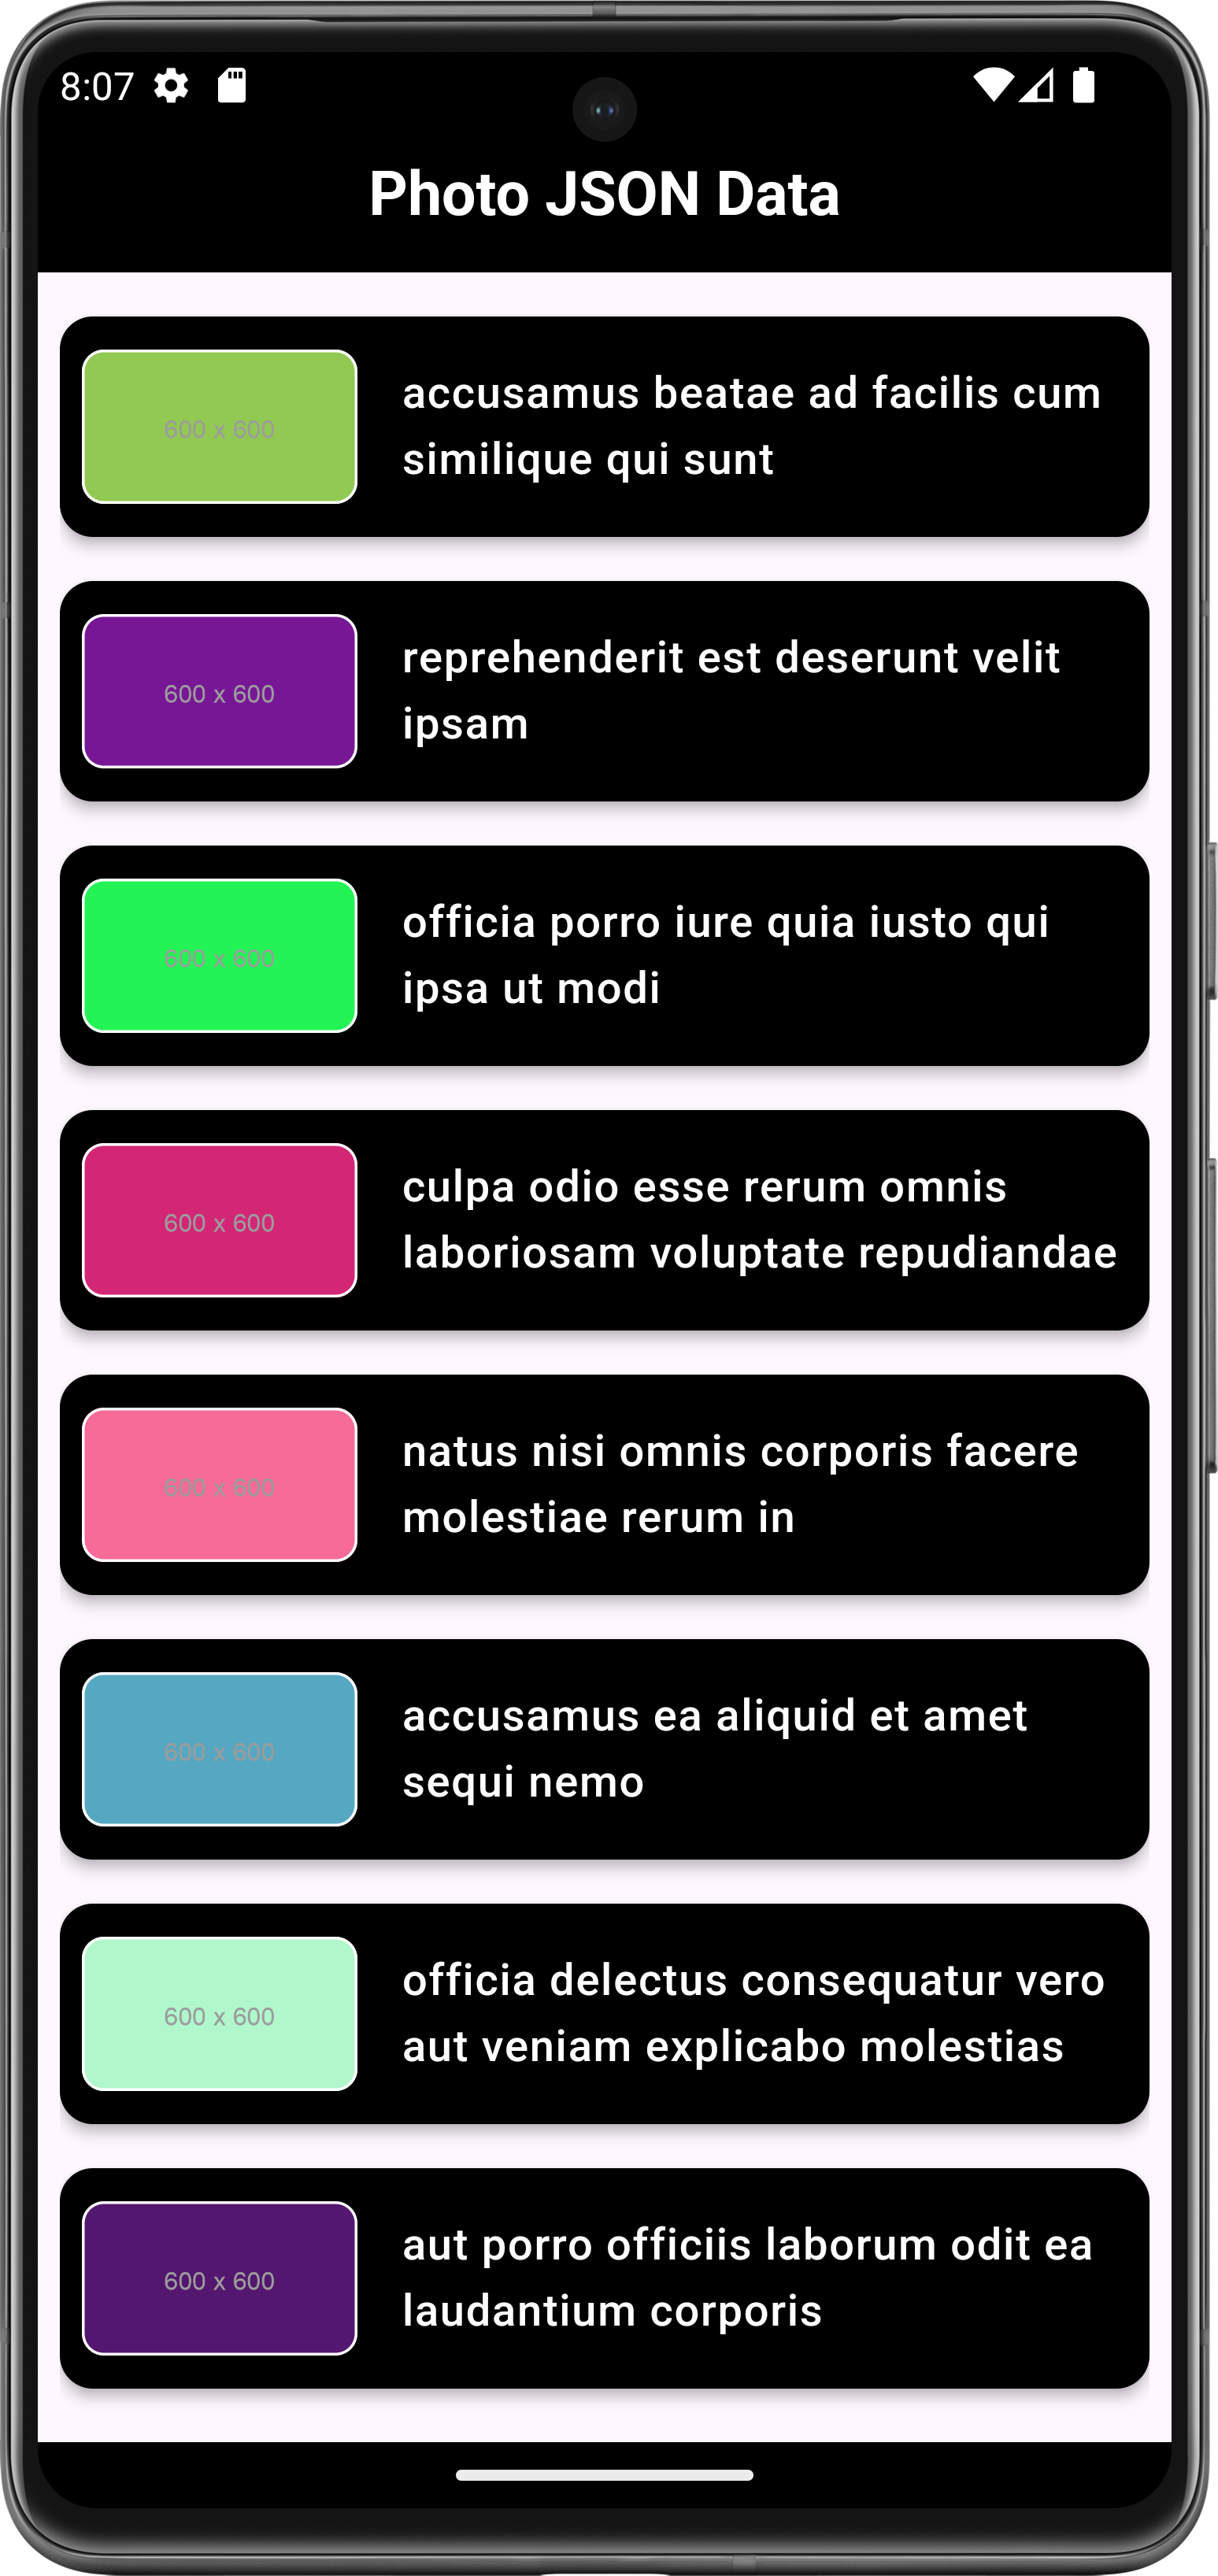 8:07
Photo JSON Data
600 x 600
accusamus beatae ad facilis cum
similique qui sunt
600 x 600
reprehenderit est deserunt velit
ipsam
600 x 600
officia porro iure quia iusto qui
ipsa ut modi
600 x 600
culpa odio esse rerum omnis
laboriosam voluptate repudiandae
600 x 600
natus nisi omnis corporis facere
molestiae rerum in
600 x 600
accusamus ea aliquid et amet
sequi nemo
600 x 600
officia delectus consequatur vero
aut veniam explicabo molestias
600 x 600
aut porro officiis laborum odit ea
laudantium corporis